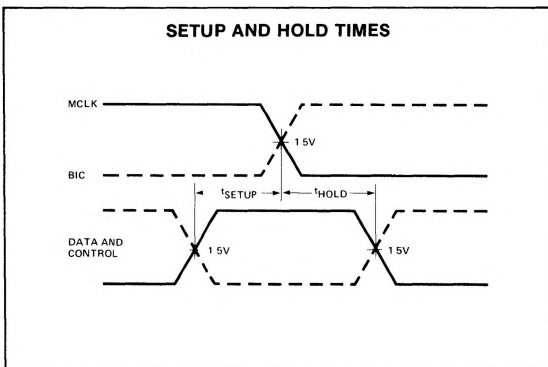 SETUP AND HOLD TIMES
MCLK
1 5V
BIC
tSETUP
tHOLD
DATA AND
CONTROL
1 5V
1 5V